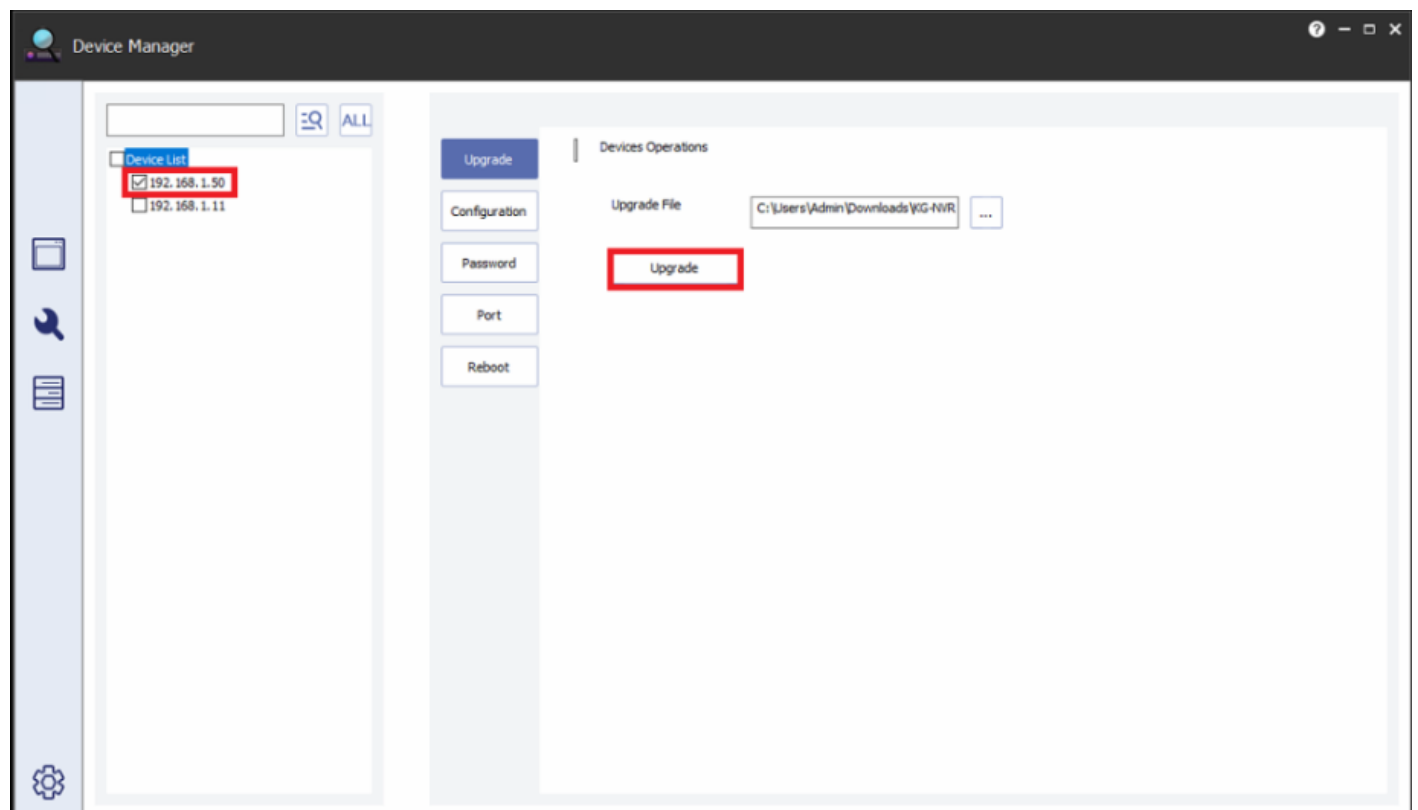 Device Manager
ALL
Device List
192.168.1.50
192.168.1.11
Upgrade
Configuration
Password
Port
Reboot
Devices Operations
Upgrade File
C:\Users\Admin\Downloads\KG-NVR
...
Upgrade